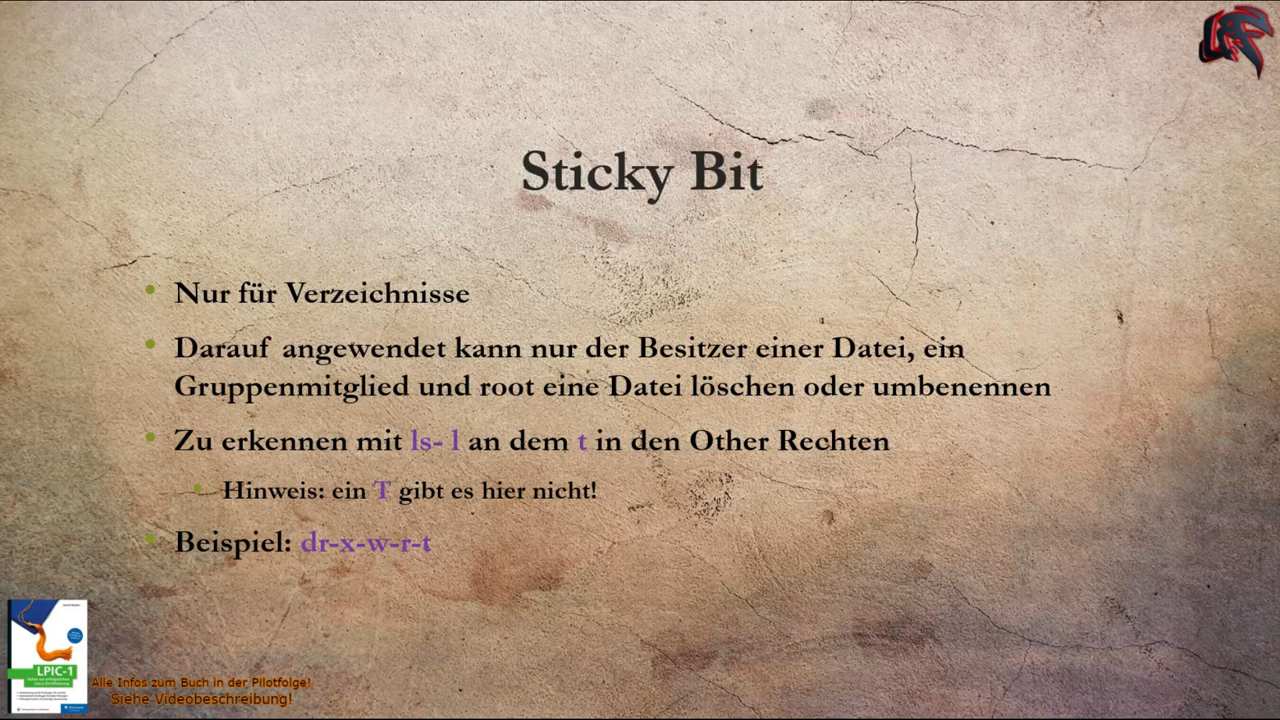 Sticky Bit
Nur für Verzeichnisse
Darauf angewendet kann nur der Besitzer einer Datei, ein
Gruppenmitglied und root eine Datei löschen oder umbenennen
Zu erkennen mit ls- l an dem t in den Other Rechten
Hinweis: ein T gibt es hier nicht!
Beispiel: dr-x-w-r-t
LPIC-1
Alle Infos zum Buch in der Pilotfolge!
Siehe Videobeschreibung!